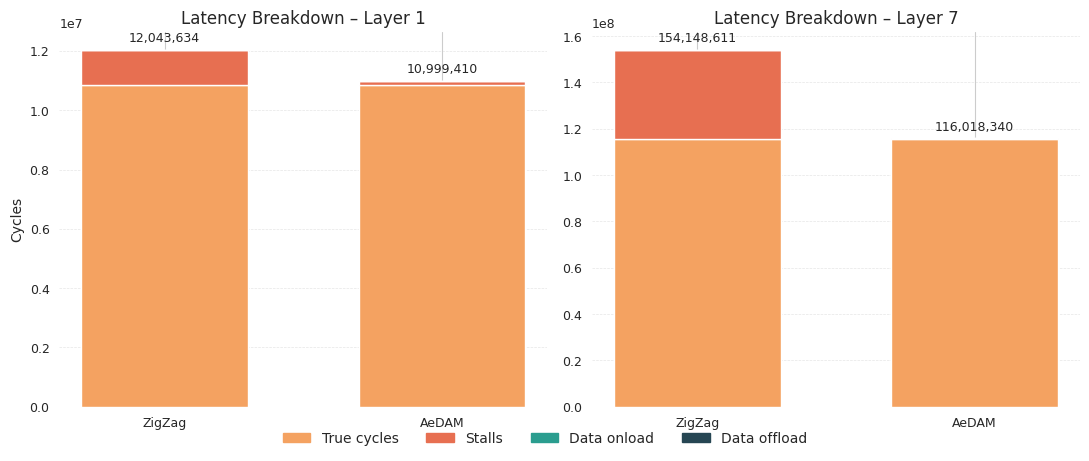 Latency Breakdown – Layer 1
1e7
12,043,634
10,999,410
1.2
1.0
0.8
0.6
0.4
0.2
0.0
Cycles
ZigZag
AeDAM
Latency Breakdown – Layer 7
1e8
154,148,611
116,018,340
1.6
1.4
1.2
1.0
0.8
0.6
0.4
0.2
0.0
ZigZag
AeDAM
True cycles
Stalls
Data onload
Data offload